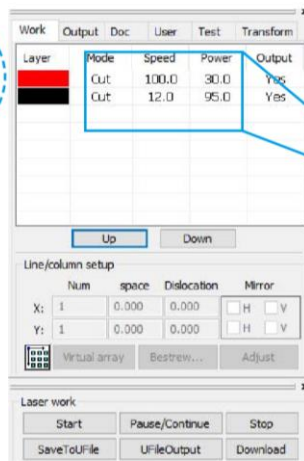 Work Output Doc User Test Transform
Layer Mode Speed Power Output
Cut 100.0 30.0 Yes
Cut 12.0 95.0 Yes
Up Down
Line/column setup
Num space Dislocation Mirror
X: 1 0.000 0.000 H V
Y: 1 0.000 0.000 H V
Virtual array Bestrew... Adjust
Laser work
Start Pause/Continue Stop
SaveToUFile UFileOutput Download